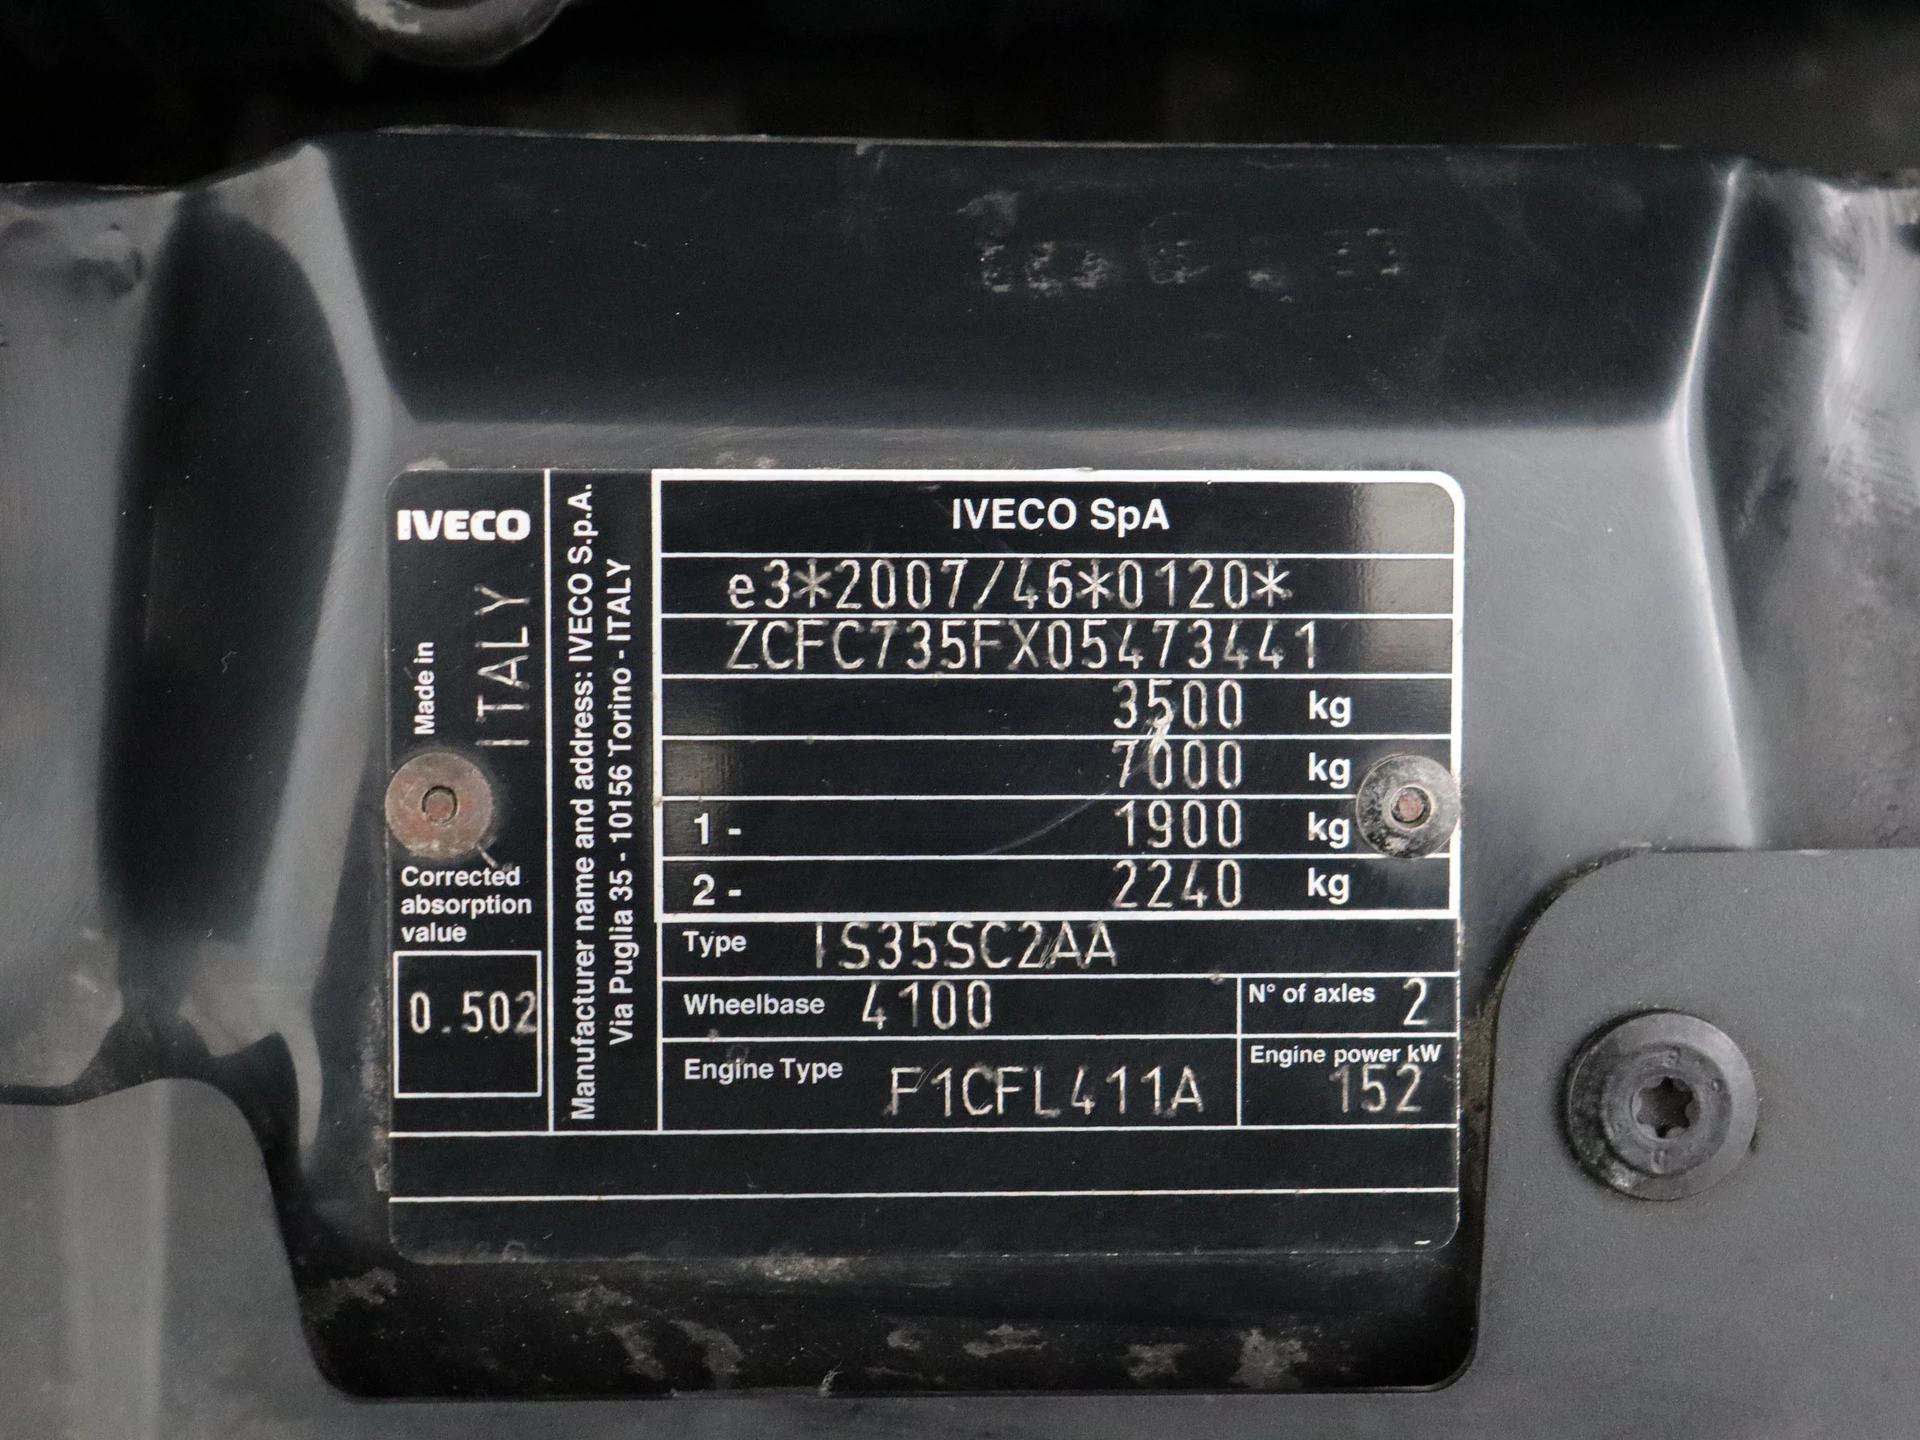 IVECO
Made in
ITALY
Corrected
absorption
value
0.502
Manufacturer name and address: IVECO S.p.A.
Via Puglia 35 - 10156 Torino - ITALY
IVECO SpA
e3*2007/46*0120*
ZCFC735FX05473441
3500 kg
7000 kg
1 - 1900 kg
2 - 2240 kg
Type IS35SC2AA
Wheelbase 4100
N° of axles 2
Engine Type F1CFL411A
Engine power kW
152